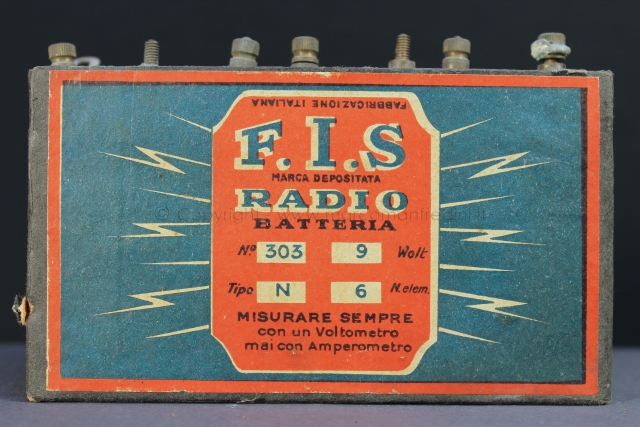 FABBRICAZIONE ITALIANA
F.I.S
MARCA DEPOSITATA
RADIO
BATTERIA
Nº 303 9 Wolt
Tipo N 6 N.elem.
MISURARE SEMPRE
con un Voltometro
mai con Amperometro